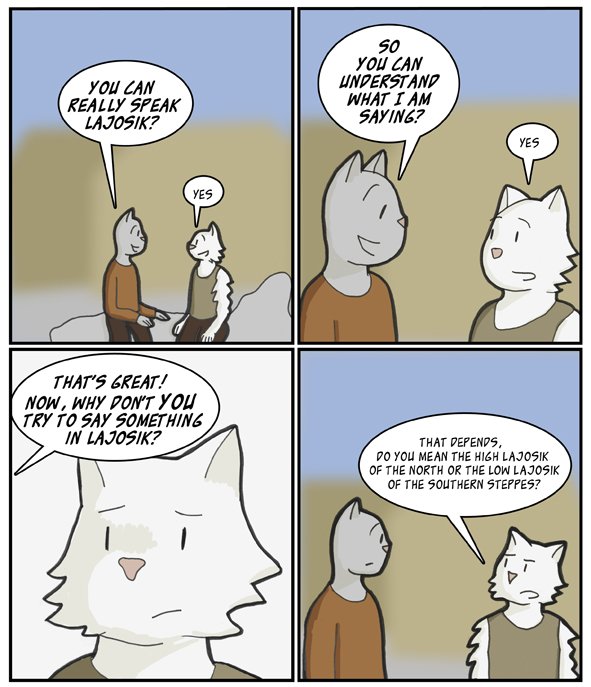 YOU CAN
REALLY SPEAK
LAJOSIK?
YES
SO
YOU CAN
UNDERSTAND
WHAT I AM
SAYING?
YES
THAT'S GREAT!
NOW, WHY DON'T YOU
TRY TO SAY SOMETHING
IN LAJOSIK?
THAT DEPENDS,
DO YOU MEAN THE HIGH LAJOSIK
OF THE NORTH OR THE LOW LAJOSIK
OF THE SOUTHERN STEPPES?